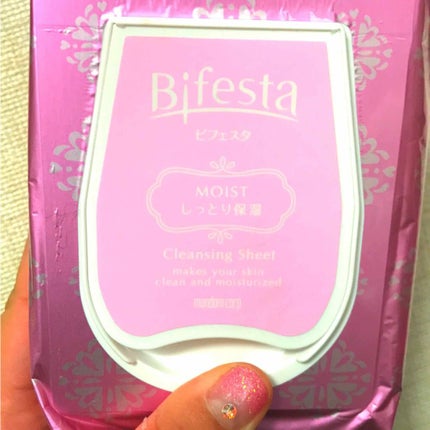 Bifesta
ビフェスタ
MOIST
しっとり保湿
Cleansing Sheet
makes your skin
clean and moisturized